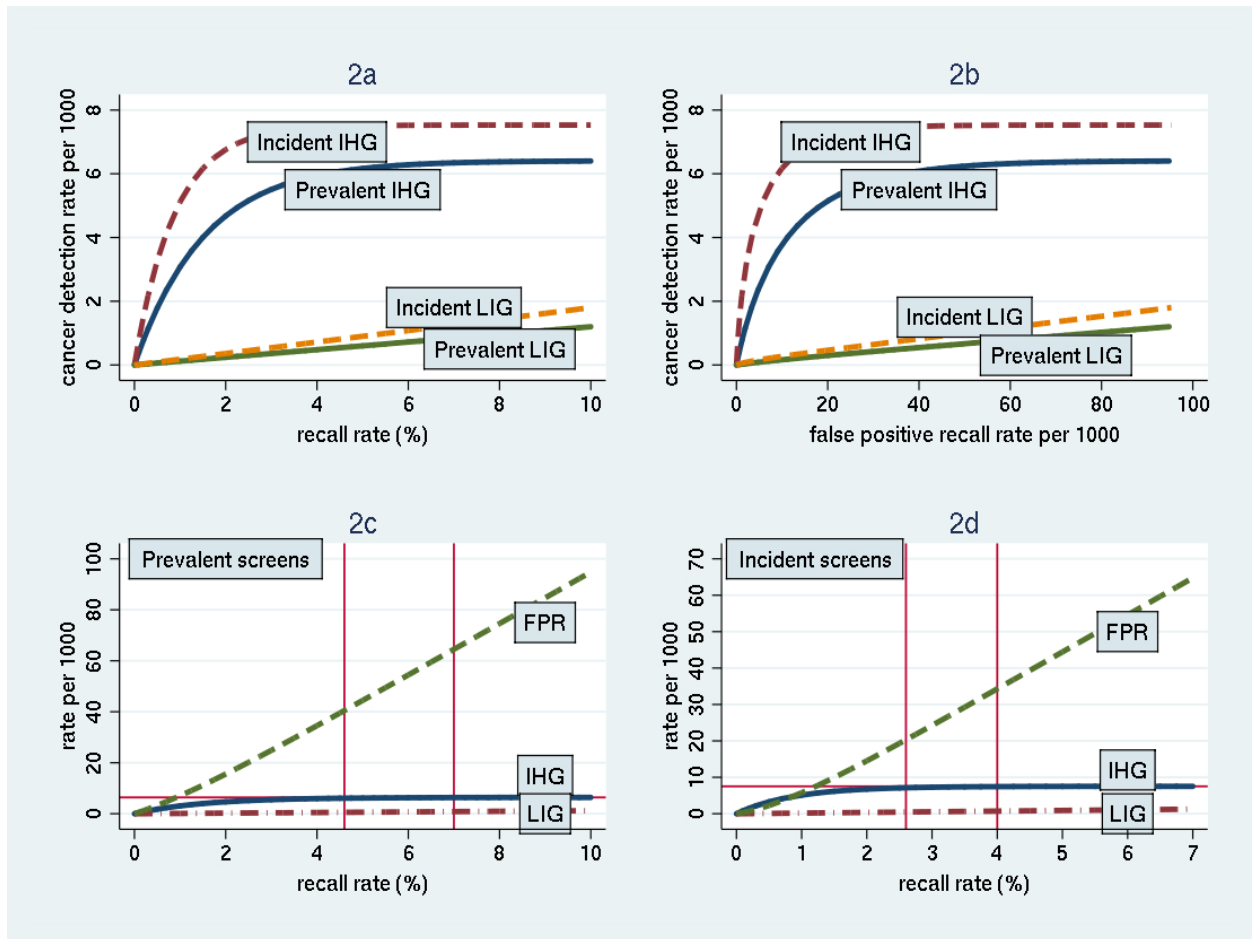 2a
cancer detection rate per 1000
8
6
4
2
0
Incident IHG
Prevalent IHG
Incident LIG
Prevalent LIG
0 2 4 6 8 10
recall rate (%)
2b
cancer detection rate per 1000
8
6
4
2
0
Incident IHG
Prevalent IHG
Incident LIG
Prevalent LIG
0 20 40 60 80 100
false positive recall rate per 1000
2c
rate per 1000
100
80
60
40
20
0
Prevalent screens
FPR
IHG
LIG
0 2 4 6 8 10
recall rate (%)
2d
rate per 1000
70
60
50
40
30
20
10
0
Incident screens
FPR
IHG
LIG
0 1 2 3 4 5 6 7
recall rate (%)